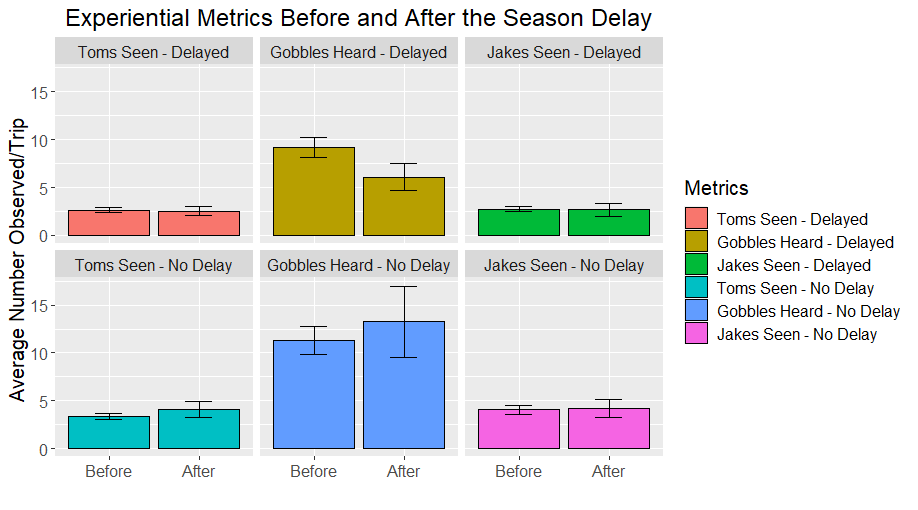 Experiential Metrics Before and After the Season Delay
Average Number Observed/Trip
Toms Seen - Delayed
Gobbles Heard - Delayed
Jakes Seen - Delayed
15
10
5
0
Toms Seen - No Delay
Gobbles Heard - No Delay
Jakes Seen - No Delay
15
10
5
0
Before
After
Before
After
Before
After
Metrics
Toms Seen - Delayed
Gobbles Heard - Delayed
Jakes Seen - Delayed
Toms Seen - No Delay
Gobbles Heard - No Delay
Jakes Seen - No Delay